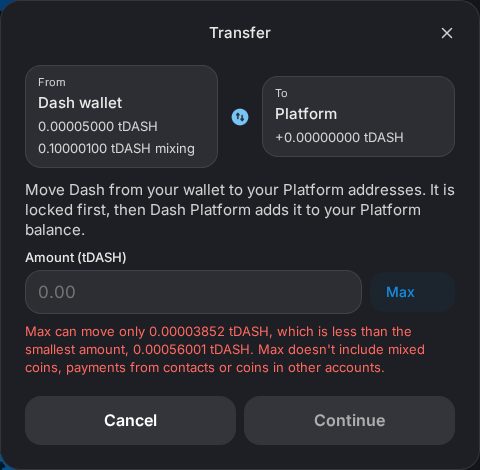 Transfer
From
Dash wallet
0.00005000 tDASH
0.10000100 tDASH mixing
To
Platform
+0.00000000 tDASH
Move Dash from your wallet to your Platform addresses. It is
locked first, then Dash Platform adds it to your Platform
balance.
Amount (tDASH)
0.00
Max
Max can move only 0.00003852 tDASH, which is less than the
smallest amount, 0.00056001 tDASH. Max doesn't include mixed
coins, payments from contacts or coins in other accounts.
Cancel
Continue